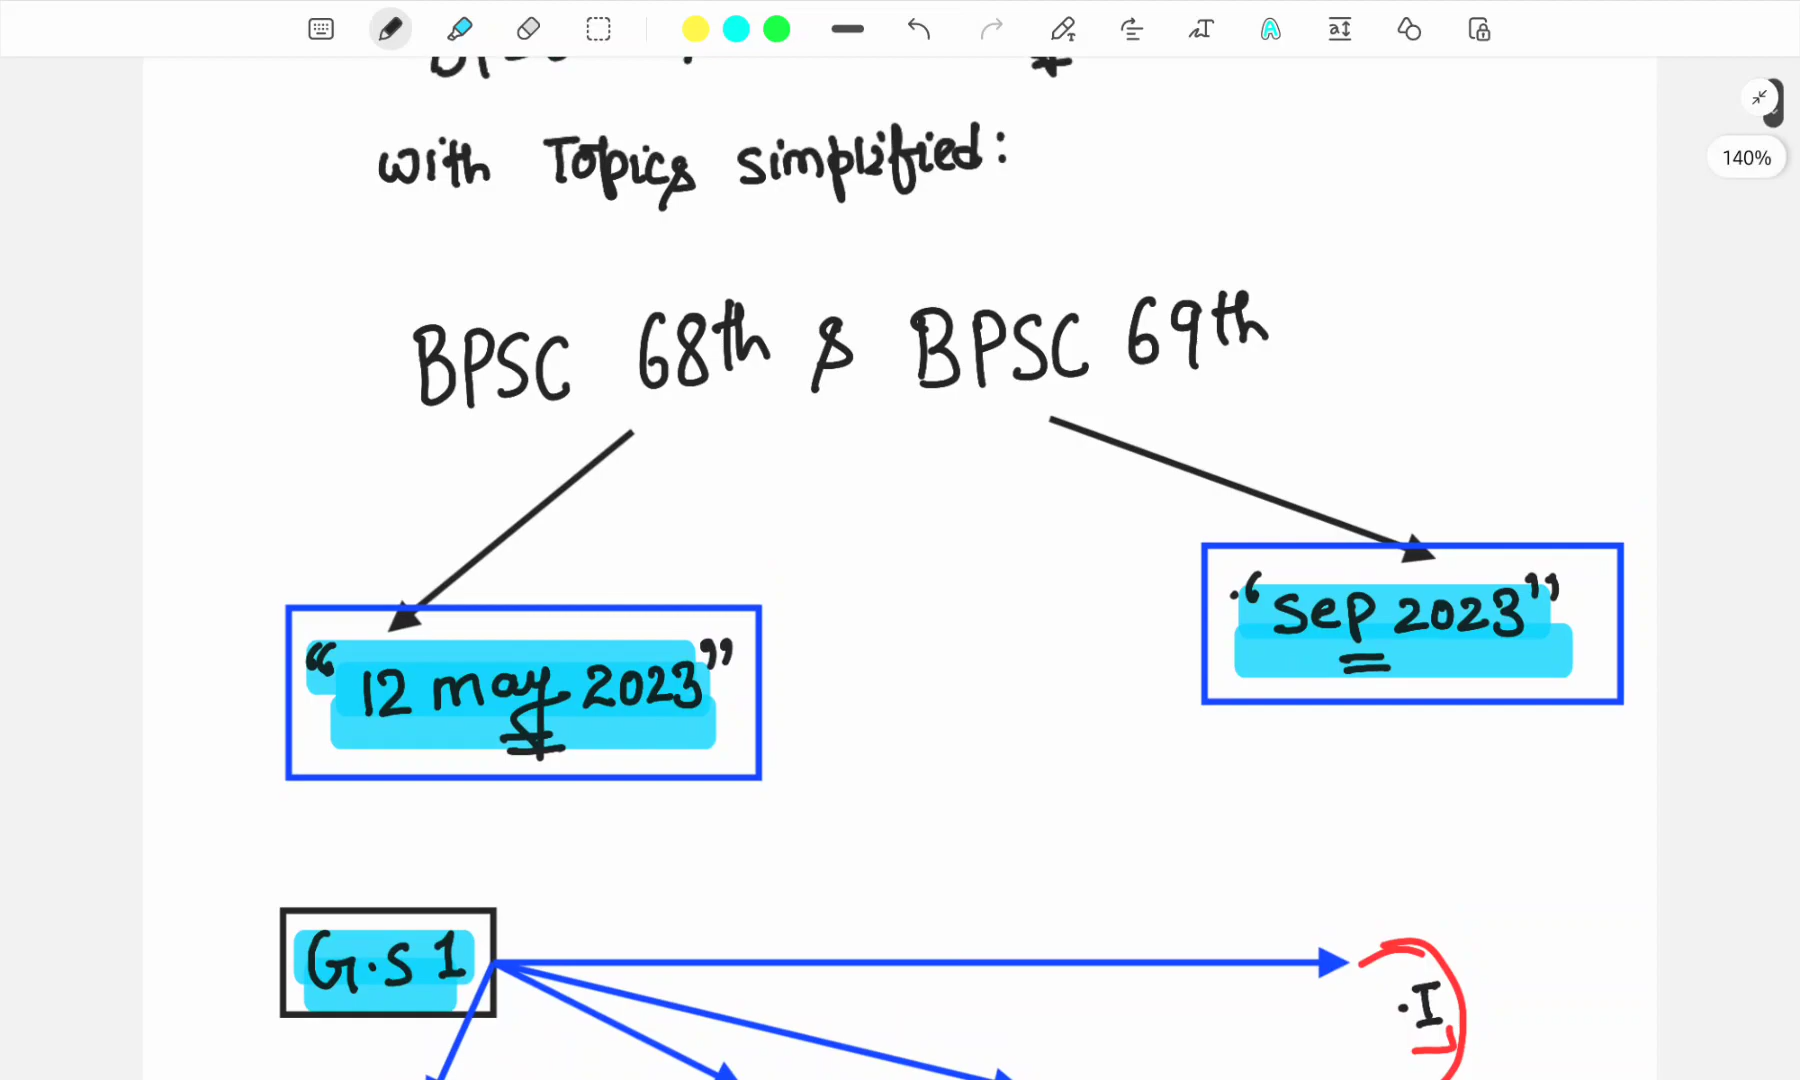 140%
with Topics simplified:
BPSC 68th & BPSC 69th
"Sep 2023"
"12 may 2023"
G.S 1
I